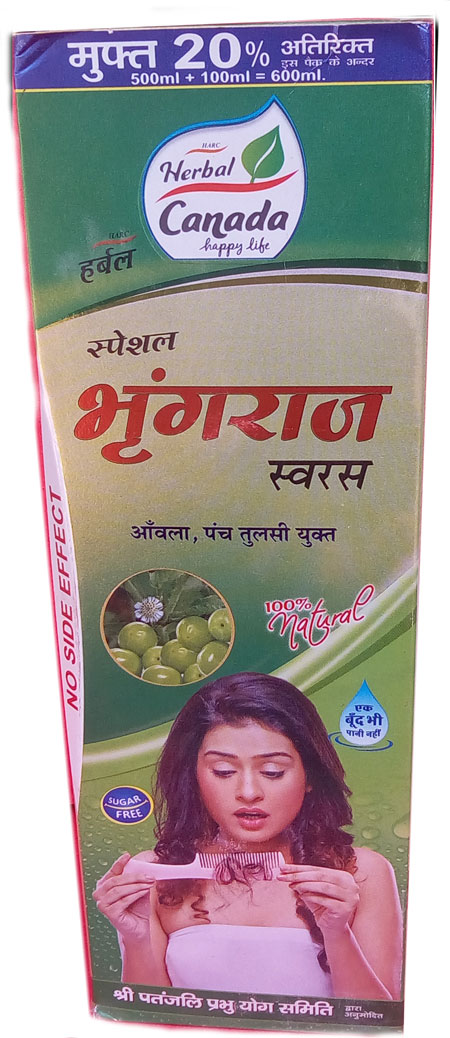 मुफ्त 20% अतिरिक्त
इस पैक के अन्दर
500ml + 100ml = 600ml.
HARC
Herbal
Canada
happy life
HARC
हर्बल
स्पेशल
भृंगराज
स्वरस
आँवला, पंच तुलसी युक्त
NO SIDE EFFECT
100%
Natural
एक
बूँद भी
पानी नहीं
SUGAR
FREE
श्री पतंजलि प्रभु योग समिति द्वारा
अनुमोदित